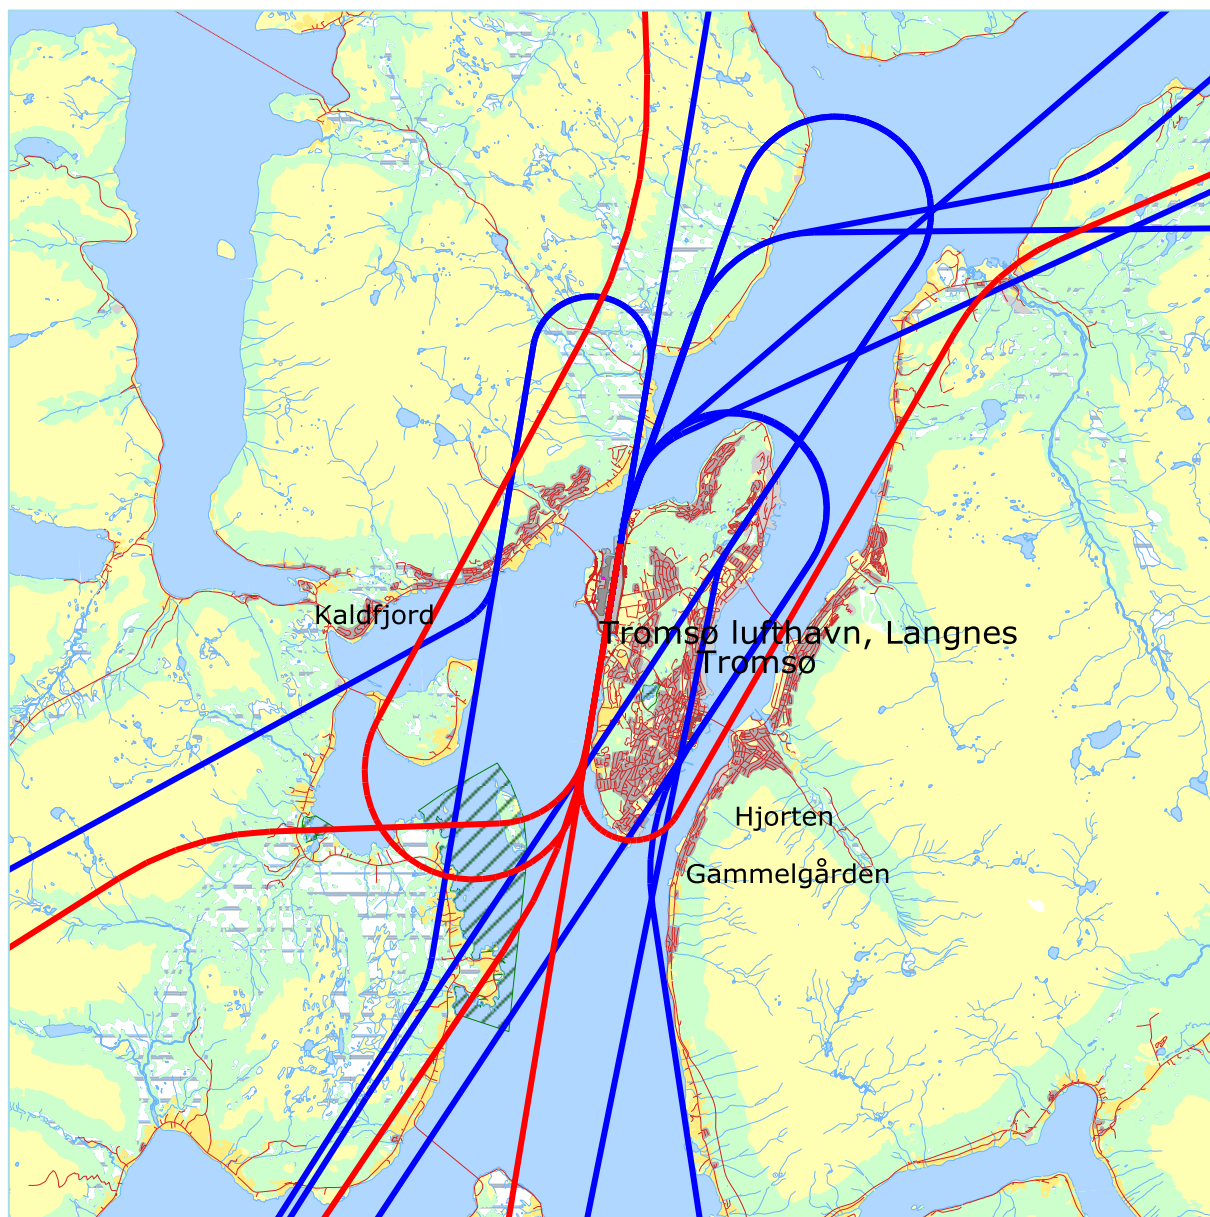 Kaldfjord
Tromsø lufthavn, Langnes
Tromsø
Hjorten
Gammelgården